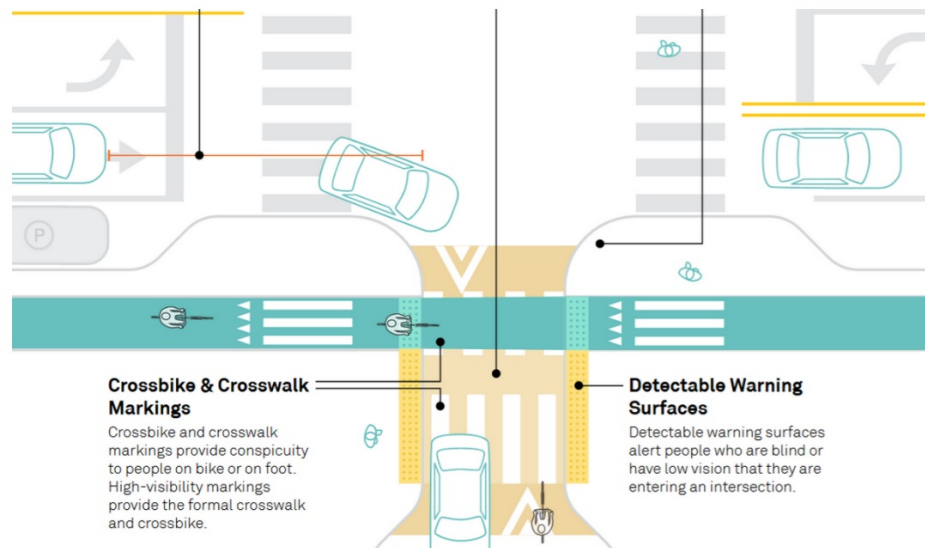 P
Crossbike & Crosswalk
Markings
Crossbike and crosswalk
markings provide conspicuity
to people on bike or on foot.
High-visibility markings
provide the formal crosswalk
and crossbike.
Detectable Warning
Surfaces
Detectable warning surfaces
alert people who are blind or
have low vision that they are
entering an intersection.